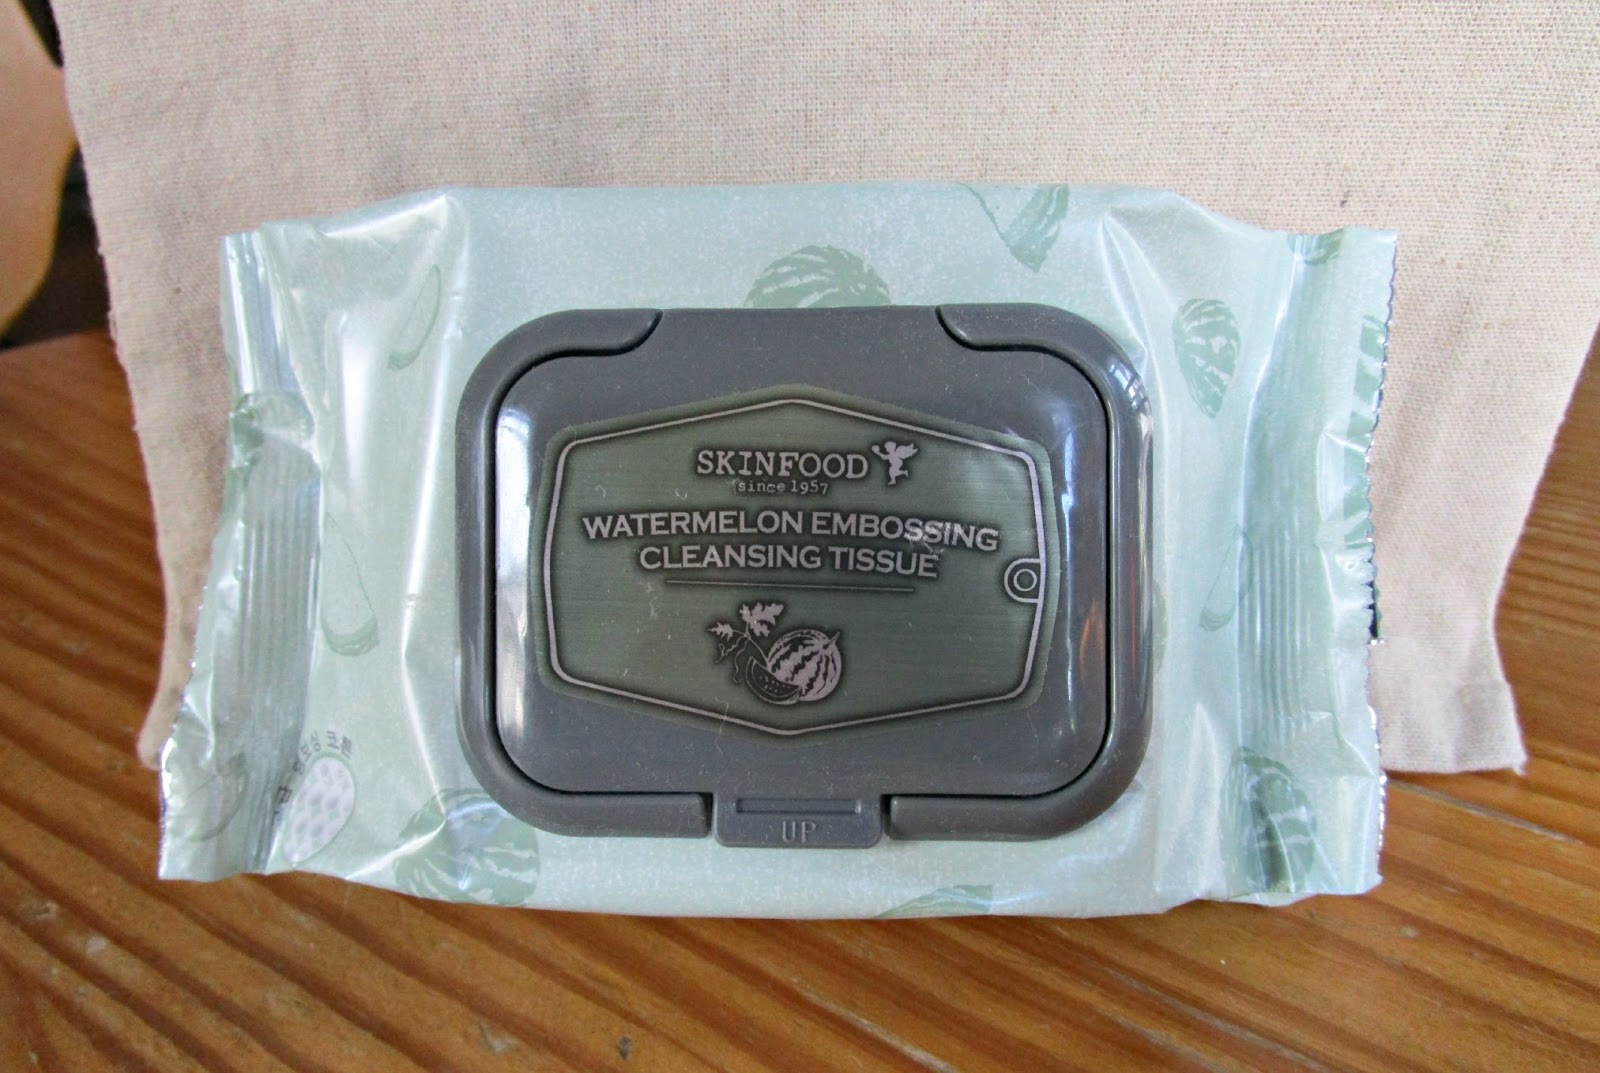 SKINFOOD
since 1957
WATERMELON EMBOSSING
CLEANSING TISSUE
UP